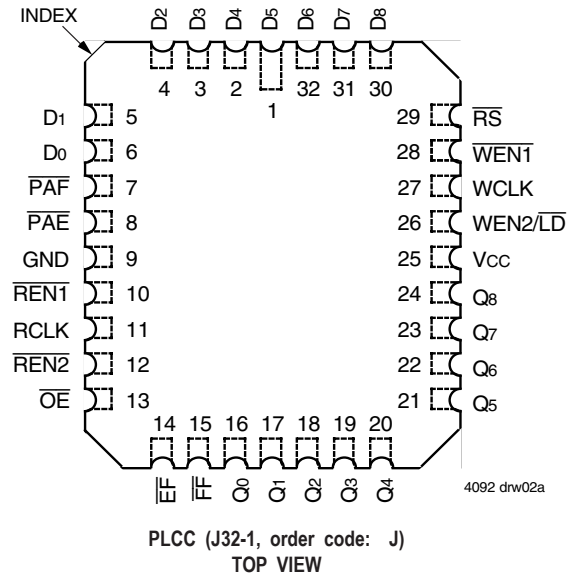 INDEX
D2 D3 D4 D5 D6 D7 D8
4 3 2 1 32 31 30
D1 5
D0 6
PAF 7
PAE 8
GND 9
REN1 10
RCLK 11
REN2 12
OE 13
29 RS
28 WEN1
27 WCLK
26 WEN2/LD
25 VCC
24 Q8
23 Q7
22 Q6
21 Q5
14 15 16 17 18 19 20
EF FF Q0 Q1 Q2 Q3 Q4
4092 drw02a
PLCC (J32-1, order code: J)
TOP VIEW